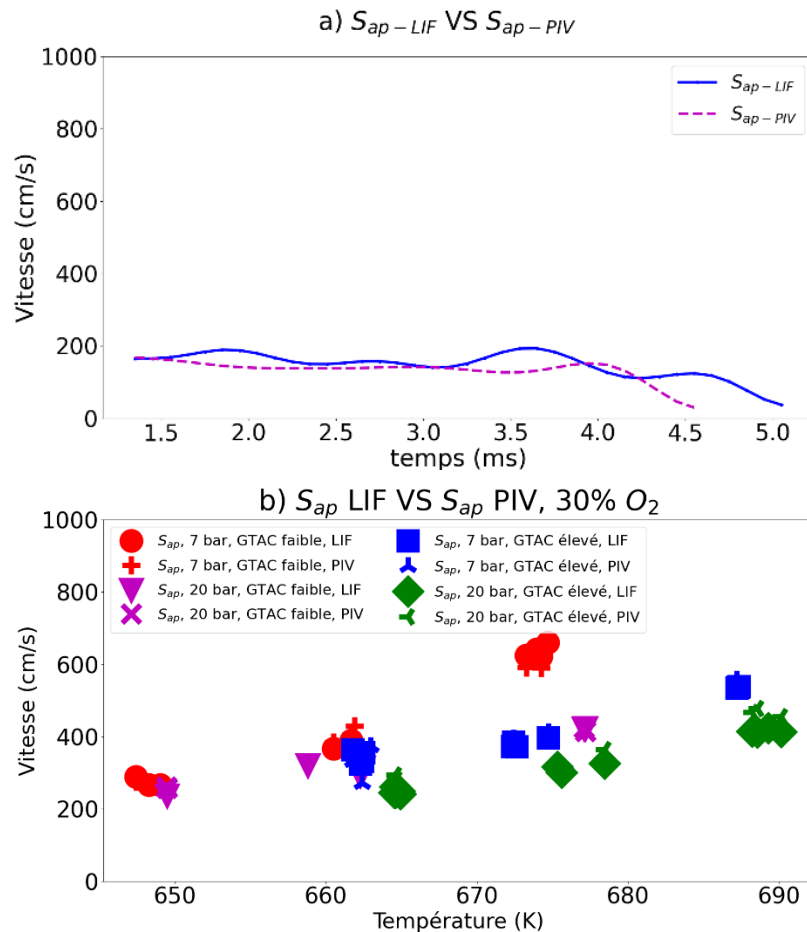 a) S_{ap-LIF} VS S_{ap-PIV}
1000
800
600
400
200
0
Vitesse (cm/s)
S_{ap-LIF}
S_{ap-PIV}
1.5 2.0 2.5 3.0 3.5 4.0 4.5 5.0
temps (ms)
b) S_{ap} LIF VS S_{ap} PIV, 30% O_2
1000
800
600
400
200
0
Vitesse (cm/s)
S_{ap}, 7 bar, GTAC faible, LIF
S_{ap}, 7 bar, GTAC faible, PIV
S_{ap}, 20 bar, GTAC faible, LIF
S_{ap}, 20 bar, GTAC faible, PIV
S_{ap}, 7 bar, GTAC élevé, LIF
S_{ap}, 7 bar, GTAC élevé, PIV
S_{ap}, 20 bar, GTAC élevé, LIF
S_{ap}, 20 bar, GTAC élevé, PIV
650 660 670 680 690
Température (K)